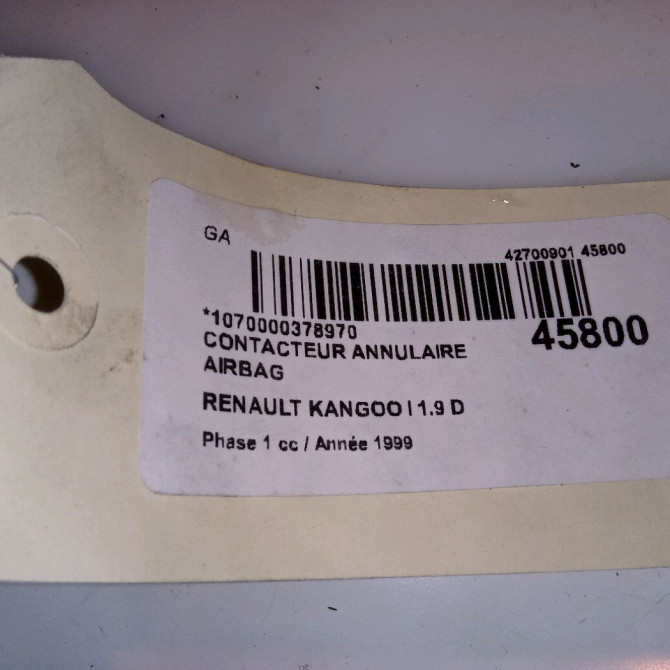 GA
42700901 45800
*1070000378970
45800
CONTACTEUR ANNULAIRE
AIRBAG
RENAULT KANGOO I 1.9 D
Phase 1 cc / Année 1999